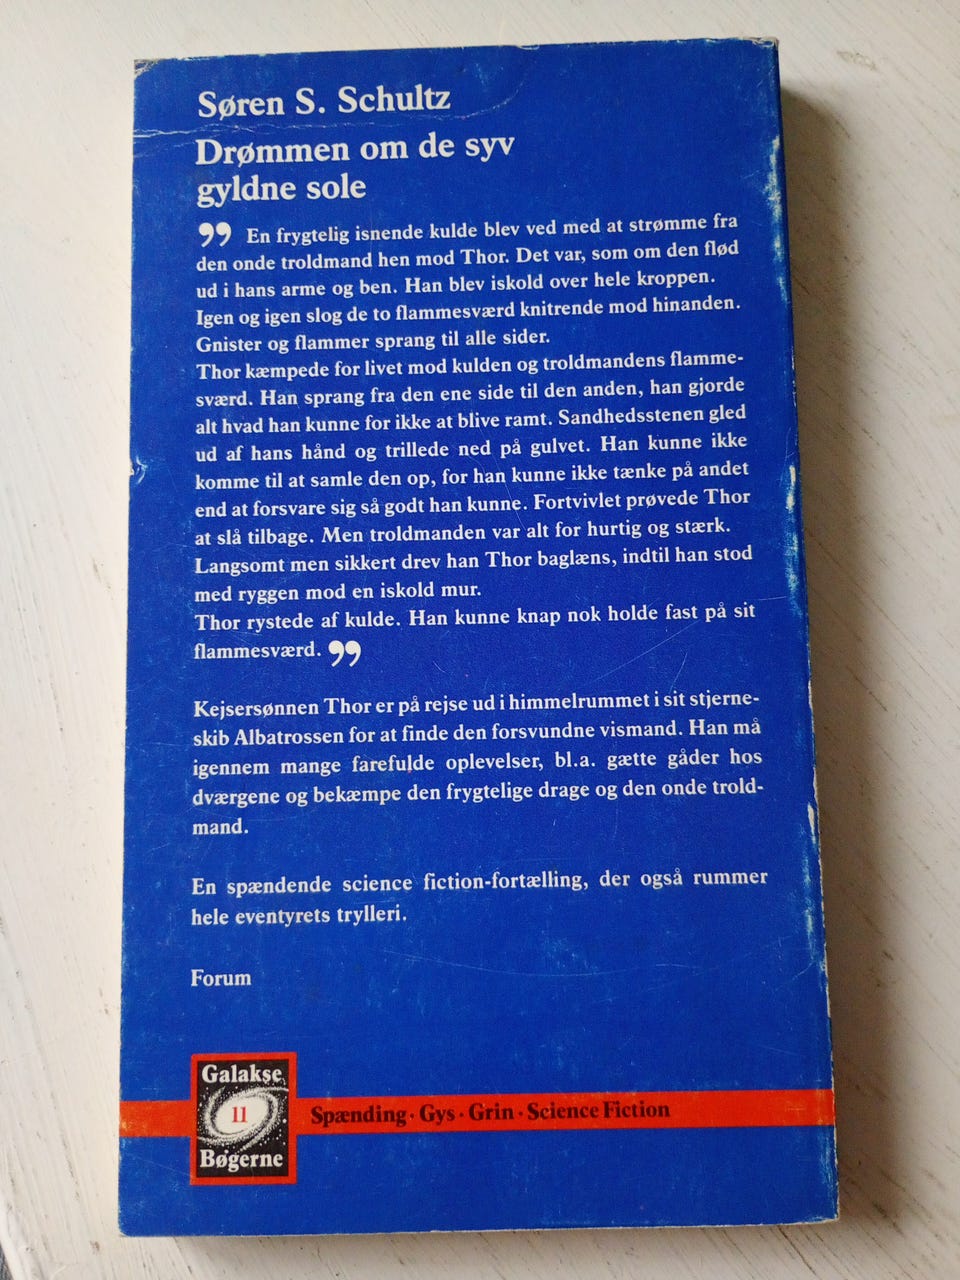 Søren S. Schultz
Drømmen om de syv
gyldne sole
” En frygtelig isnende kulde blev ved med at strømme fra
den onde troldmand hen mod Thor. Det var, som om den flød
ud i hans arme og ben. Han blev iskold over hele kroppen.
Igen og igen slog de to flammesværd knitrende mod hinanden.
Gnister og flammer sprang til alle sider.
Thor kæmpede for livet mod kulden og troldmandens flamme-
sværd. Han sprang fra den ene side til den anden, han gjorde
alt hvad han kunne for ikke at blive ramt. Sandhedsstenen gled
ud af hans hånd og trillede ned på gulvet. Han kunne ikke
komme til at samle den op, for han kunne ikke tænke på andet
end at forsvare sig så godt han kunne. Fortvivlet prøvede Thor
at slå tilbage. Men troldmanden var alt for hurtig og stærk.
Langsomt men sikkert drev han Thor baglæns, indtil han stod
med ryggen mod en iskold mur.
Thor rystede af kulde. Han kunne knap nok holde fast på sit
flammesværd. ”
Kejsersønnen Thor er på rejse ud i himmelrummet i sit stjerne-
skib Albatrossen for at finde den forsvundne vismand. Han må
igennem mange farefulde oplevelser, bl.a. gætte gåder hos
dværgene og bekæmpe den frygtelige drage og den onde trold-
mand.
En spændende science fiction-fortælling, der også rummer
hele eventyrets trylleri.
Forum
Galakse
11
Bøgerne
Spænding · Gys · Grin · Science Fiction